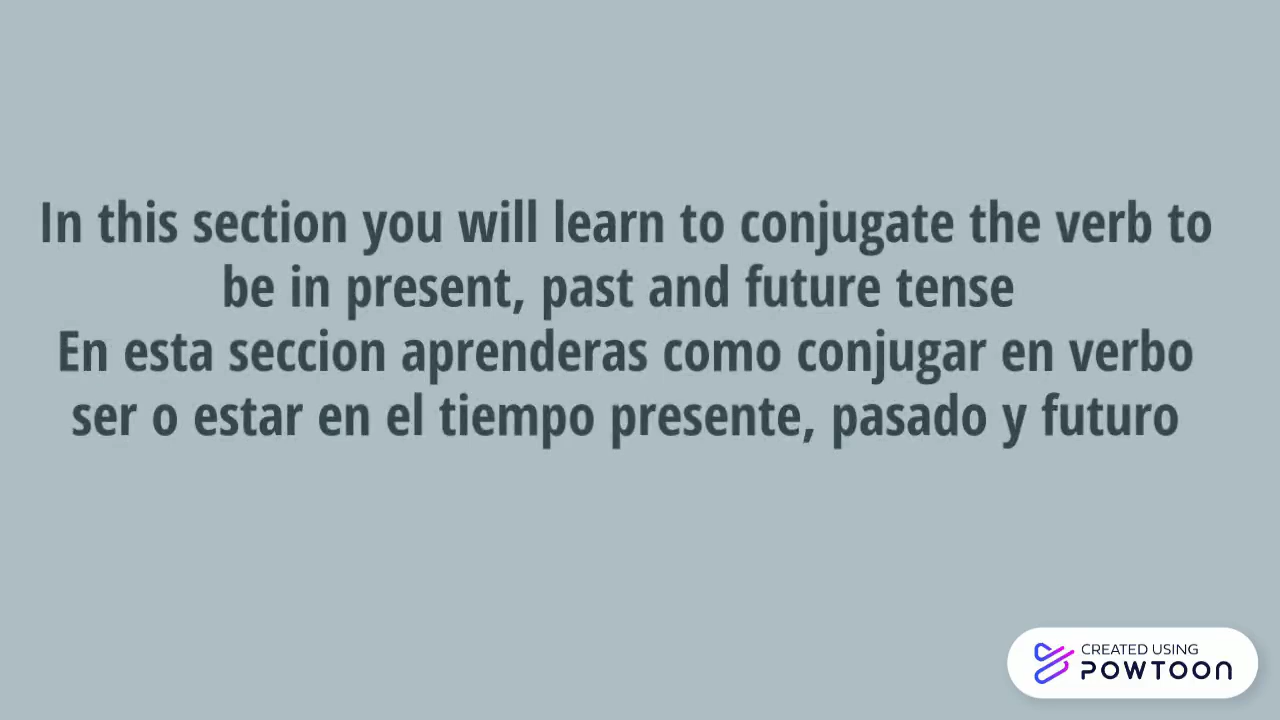 In this section you will learn to conjugate the verb to
be in present, past and future tense
En esta seccion aprenderas como conjugar en verbo
ser o estar en el tiempo presente, pasado y futuro
CREATED USING
POWTOON